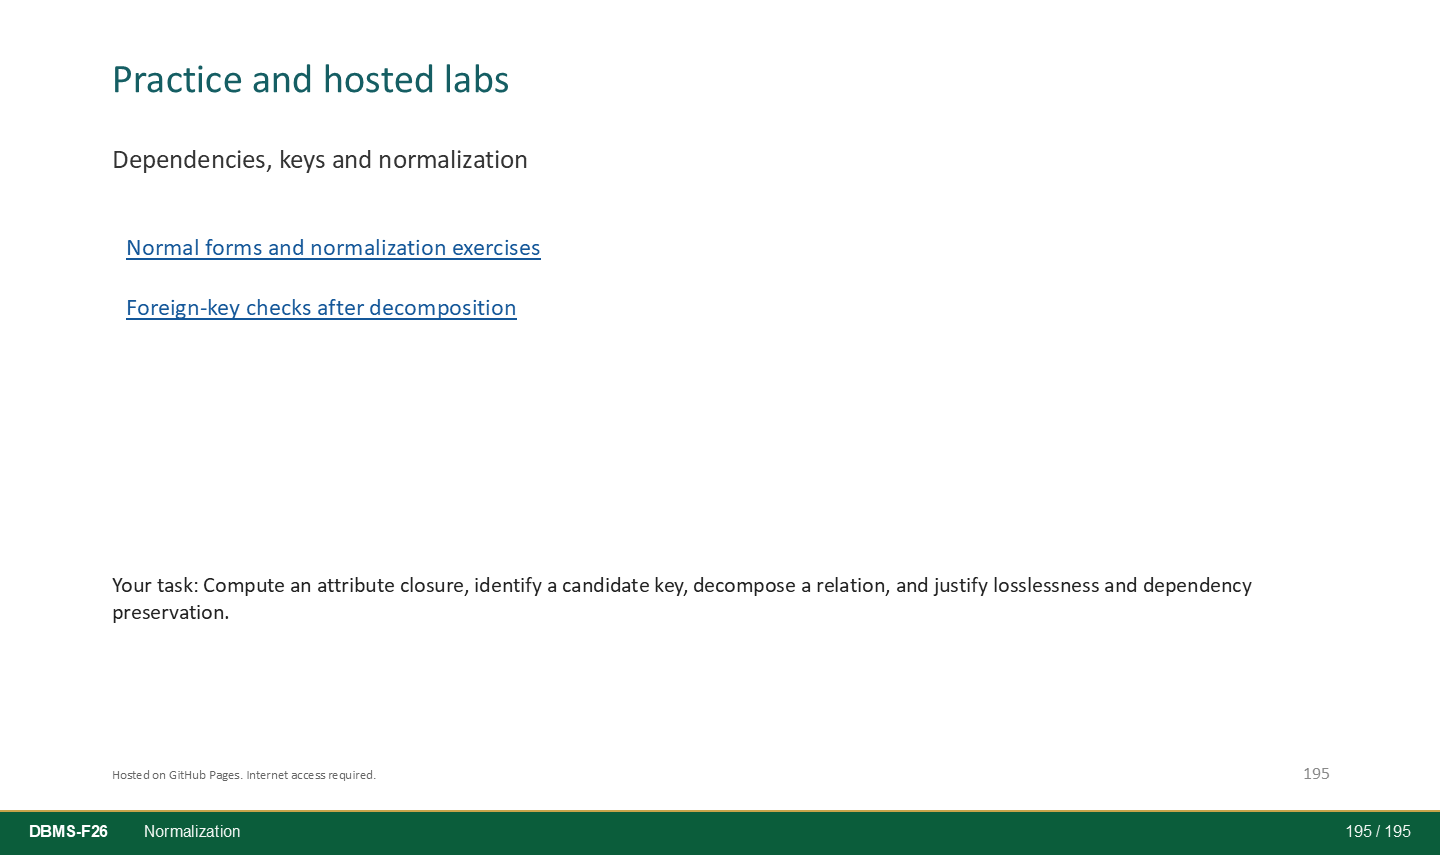 Practice and hosted labs
Dependencies, keys and normalization
Normal forms and normalization exercises
Foreign-key checks after decomposition
Your task: Compute an attribute closure, identify a candidate key, decompose a relation, and justify losslessness and dependency
preservation.
Hosted on GitHub Pages. Internet access required.
195
DBMS-F26 Normalization 195 / 195